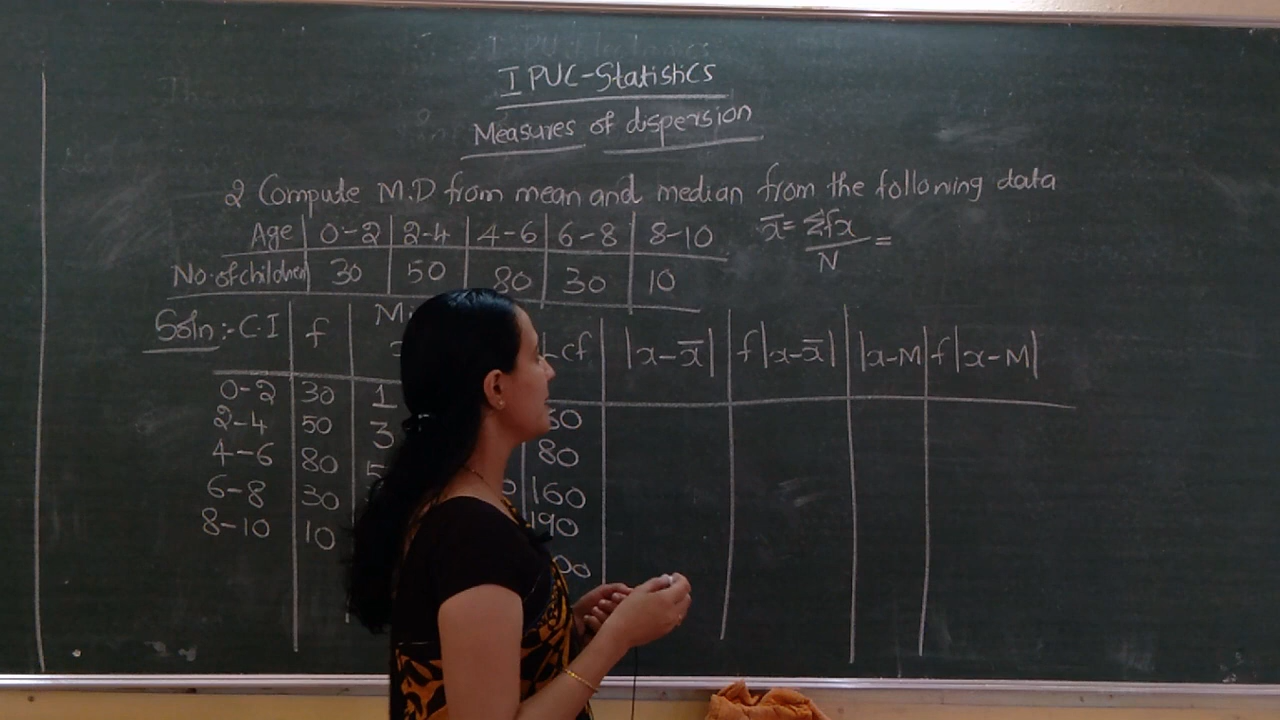 I PUC-Statistics
Measures of dispersion
2 Compute M.D from mean and median from the following data
Age 0-2 2-4 4-6 6-8 8-10
x̄ = Σfx / N =
No. of children 30 50 80 30 10
Soln:- C.I f cf |x-x̄| f|x-x̄| |x-M| f|x-M|
0-2 30 1
2-4 50 3
4-6 80 5 80
6-8 30 160
8-10 10 190